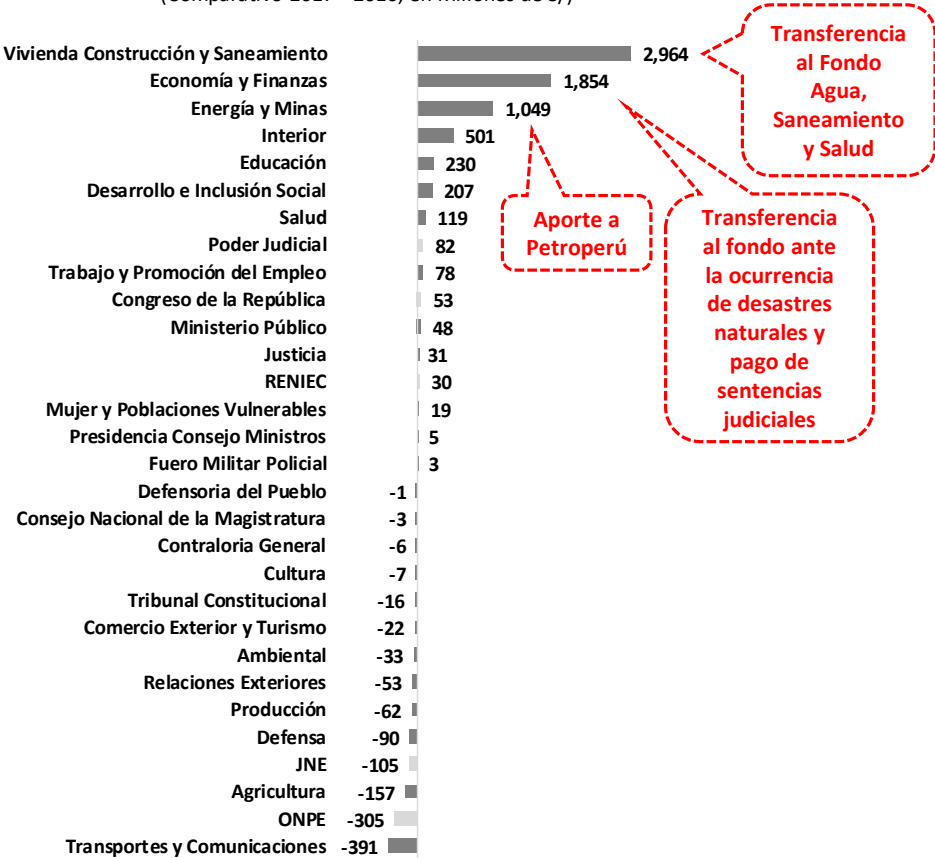 Vivienda Construcción y Saneamiento 2,964
Economía y Finanzas 1,854
Energía y Minas 1,049
Interior 501
Educación 230
Desarrollo e Inclusión Social 207
Salud 119
Poder Judicial 82
Trabajo y Promoción del Empleo 78
Congreso de la República 53
Ministerio Público 48
Justicia 31
RENIEC 30
Mujer y Poblaciones Vulnerables 19
Presidencia Consejo Ministros 5
Fuero Militar Policial 3
Defensoria del Pueblo -1
Consejo Nacional de la Magistratura -3
Contraloria General -6
Cultura -7
Tribunal Constitucional -16
Comercio Exterior y Turismo -22
Ambiental -33
Relaciones Exteriores -53
Producción -62
Defensa -90
JNE -105
Agricultura -157
ONPE -305
Transportes y Comunicaciones -391
Transferencia
al Fondo
Agua,
Saneamiento
y Salud
Aporte a
Petroperú
Transferencia
al fondo ante
la ocurrencia
de desastres
naturales y
pago de
sentencias
judiciales